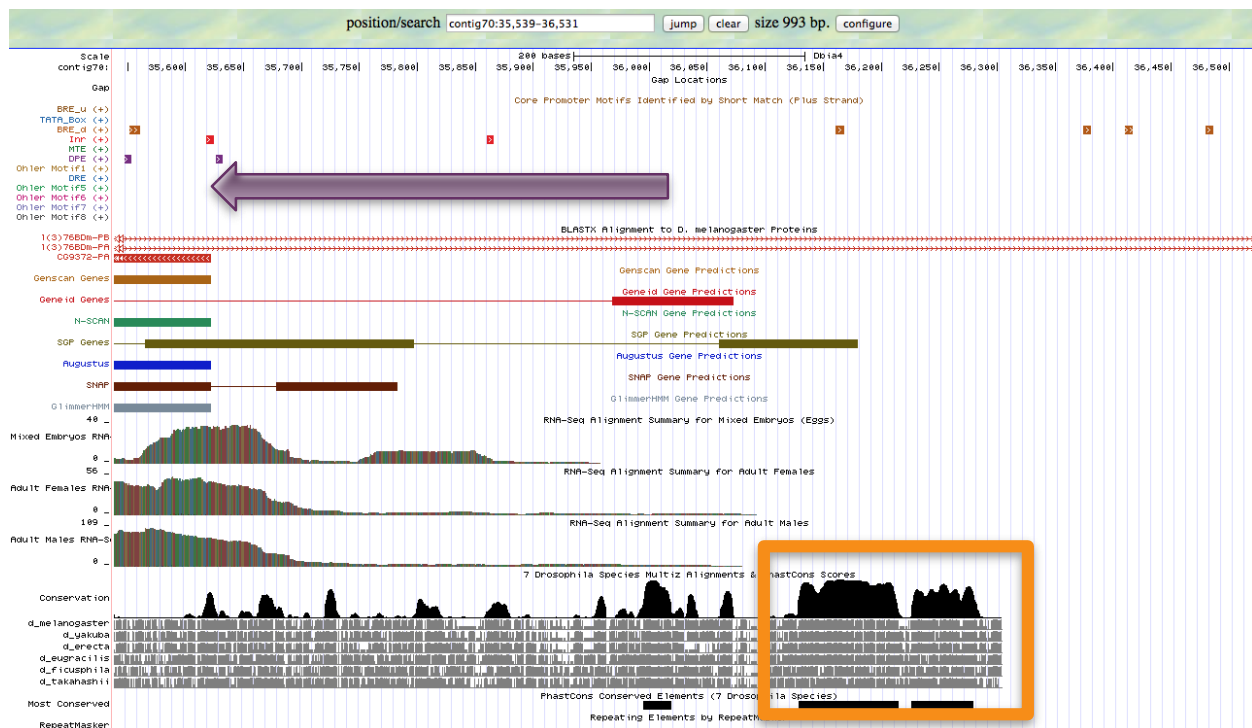 position/search contig70:35,539-36,531 jump clear size 993 bp. configure
Scale 200 bases Dbia4
contig70: 35,600 35,650 35,700 35,750 35,800 35,850 35,900 35,950 36,000 36,050 36,100 36,150 36,200 36,250 36,300 36,350 36,400 36,450 36,500
Gap Locations
Gap
Core Promoter Motifs Identified by Short Match (Plus Strand)
BRE_u (+)
TATA_Box (+)
BRE_d (+)
Inr (+)
MTE (+)
DPE (+)
Ohler Motif1 (+)
DRE (+)
Ohler Motif5 (+)
Ohler Motif6 (+)
Ohler Motif7 (+)
Ohler Motif8 (+)
BLASTX Alignment to D. melanogaster Proteins
l(3)76BDm-PB
l(3)76BDm-PA
CG9372-PA
Genscan Gene Predictions
Genscan Genes
Geneid Gene Predictions
Geneid Genes
N-SCAN Gene Predictions
N-SCAN
SGP Gene Predictions
SGP Genes
Augustus Gene Predictions
Augustus
SNAP Gene Predictions
SNAP
GlimmerHMM Gene Predictions
GlimmerHMM
RNA-Seq Alignment Summary for Mixed Embryos (Eggs)
40 _
Mixed Embryos RNA-
0 _
RNA-Seq Alignment Summary for Adult Females
56 _
Adult Females RNA-
0 _
RNA-Seq Alignment Summary for Adult Males
109 _
Adult Males RNA-S
0 _
7 Drosophila Species Multiz Alignments & PhastCons Scores
Conservation
d_melanogaster
d_yakuba
d_erecta
d_eugracilis
d_ficusphila
d_takahashii
PhastCons Conserved Elements (7 Drosophila Species)
Most Conserved
Repeating Elements by RepeatMas
RepeatMasker